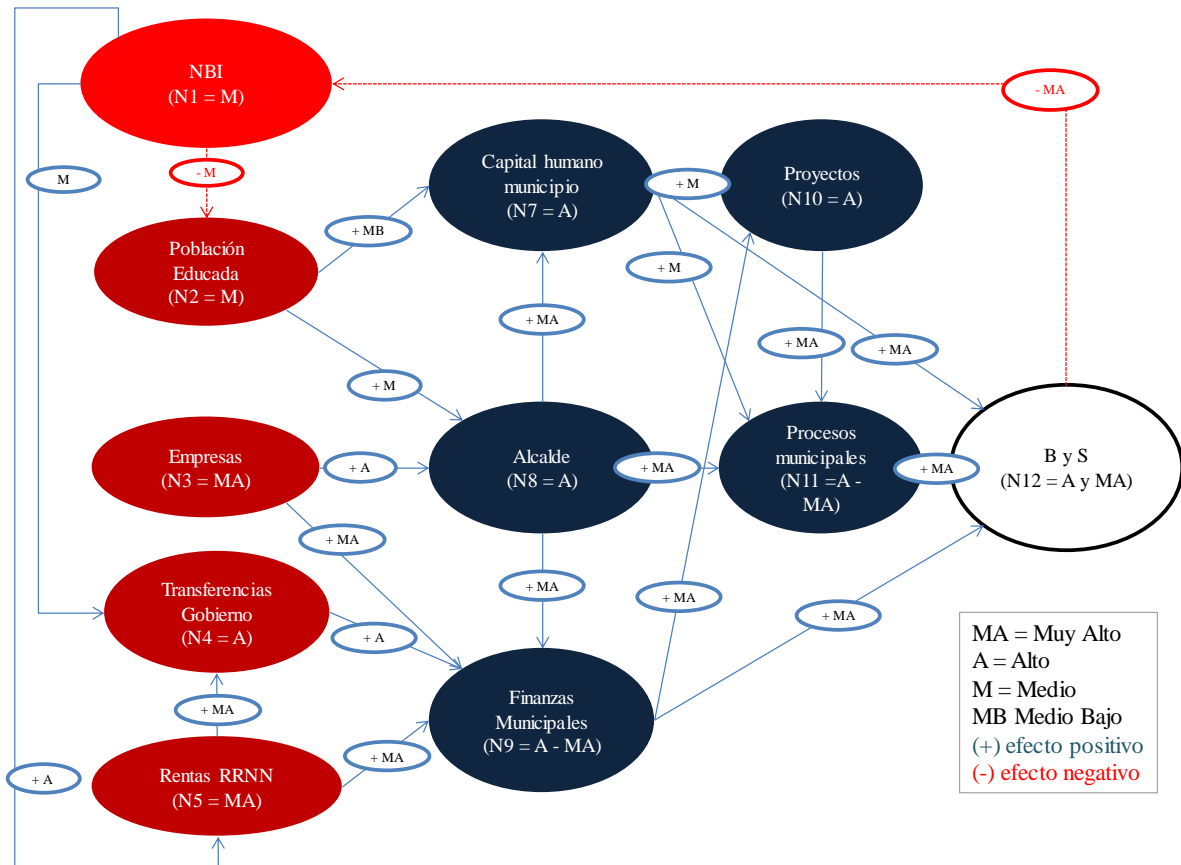 NBI
(N1 = M)
- MA
M
- M
Capital humano
municipio
(N7 = A)
+ M
Proyectos
(N10 = A)
+ MB
Población
Educada
(N2 = M)
+ M
+ MA
+ MA
+ MA
+ M
Empresas
(N3 = MA)
+ A
Alcalde
(N8 = A)
+ MA
Procesos
municipales
(N11 =A -
MA)
+ MA
B y S
(N12 = A y MA)
+ MA
Transferencias
Gobierno
(N4 = A)
+ A
+ MA
+ MA
+ MA
+ MA
Finanzas
Municipales
(N9 = A - MA)
+ MA
Rentas RRNN
(N5 = MA)
+ A
MA = Muy Alto
A = Alto
M = Medio
MB Medio Bajo
(+) efecto positivo
(-) efecto negativo